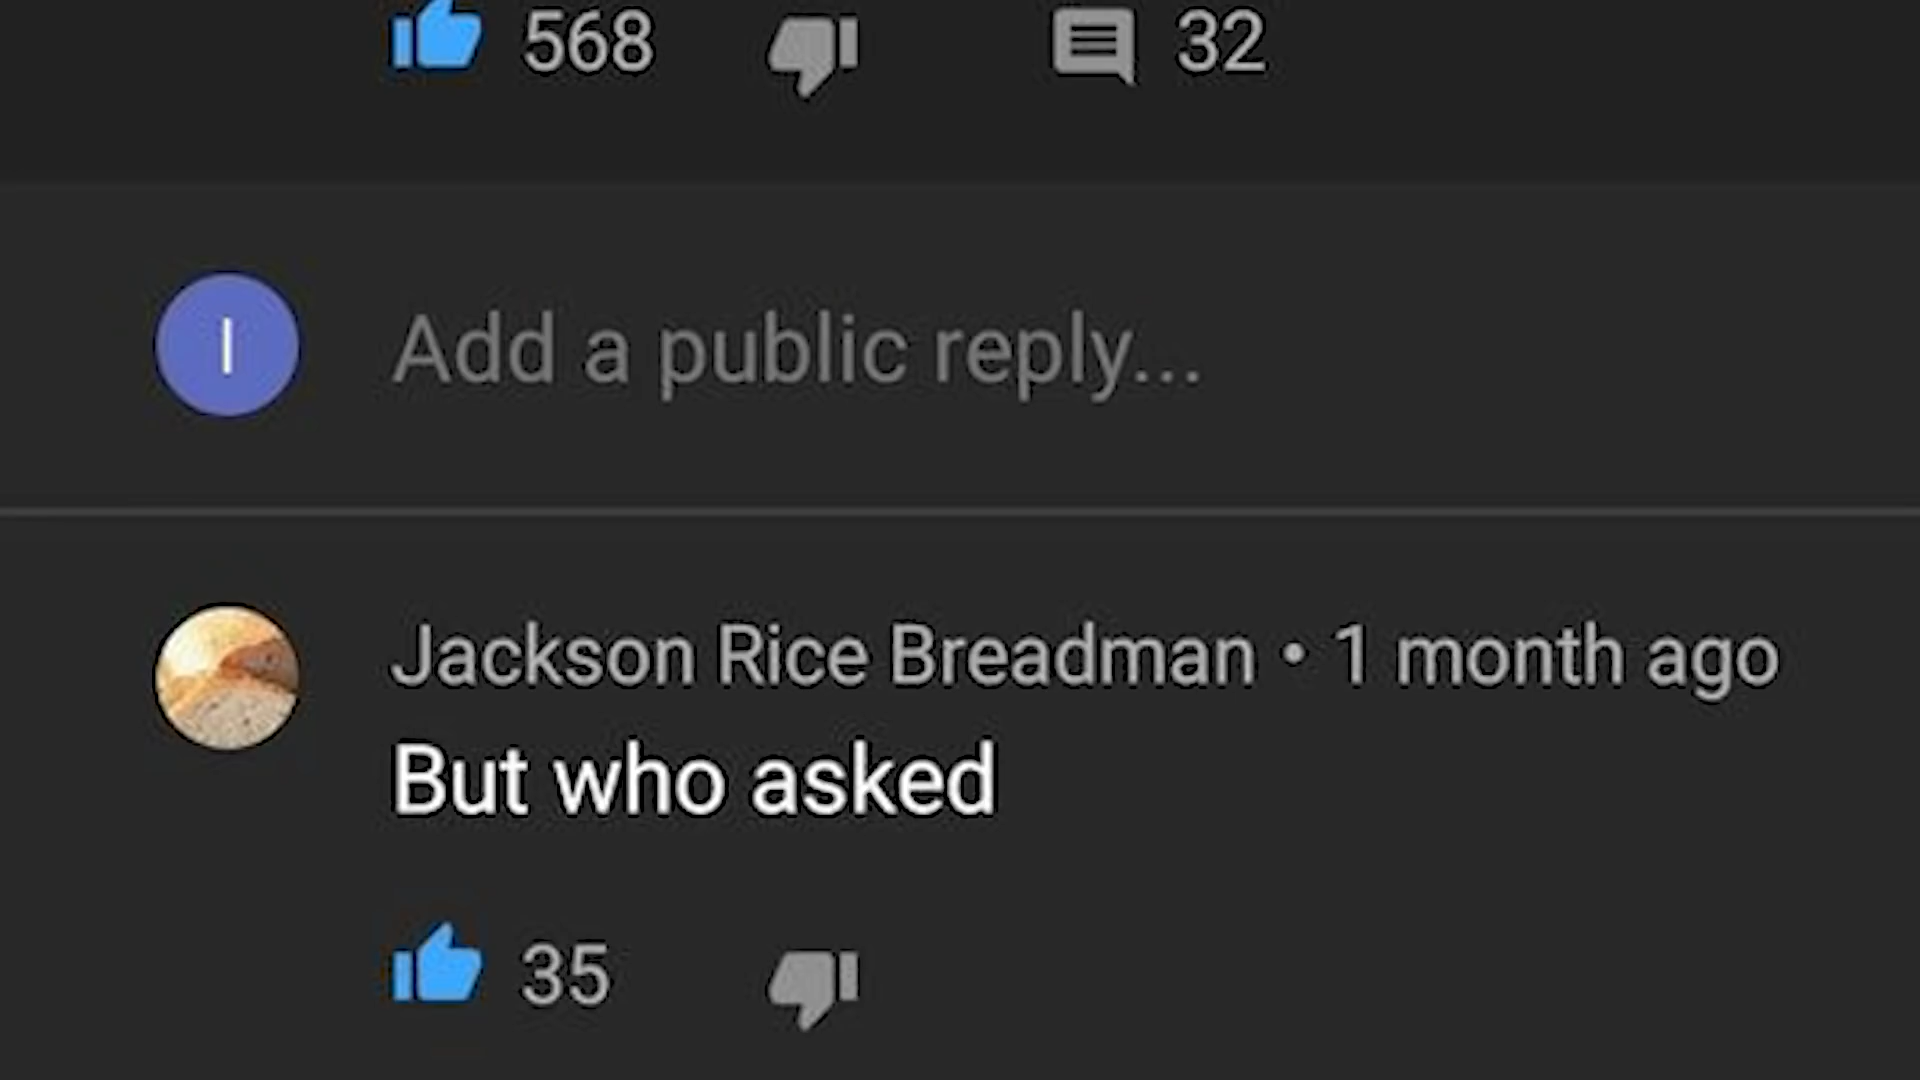 568 32
I Add a public reply...
Jackson Rice Breadman • 1 month ago
But who asked
35